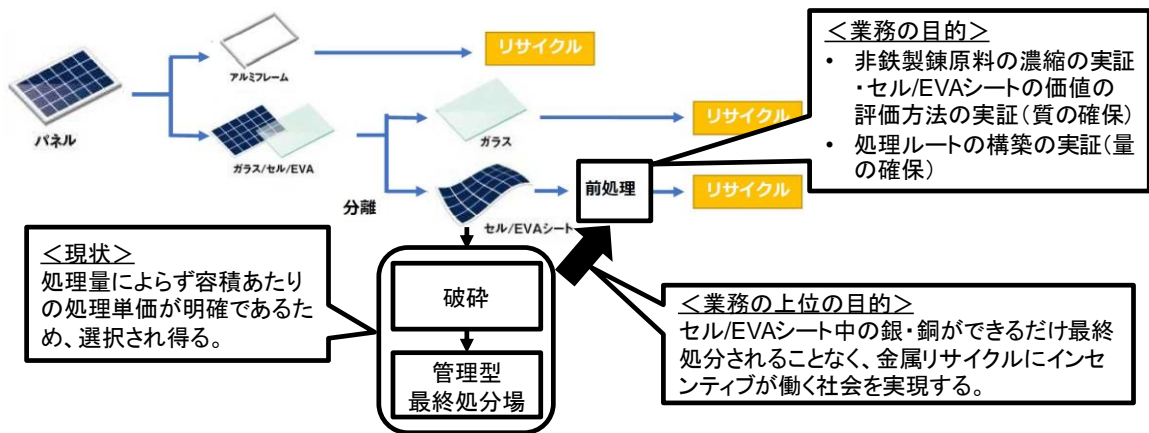 リサイクル
アルミフレーム
パネル
ガラス/セル/EVA
ガラス
リサイクル
分離
セル/EVAシート
前処理
リサイクル
＜業務の目的＞
• 非鉄製錬原料の濃縮の実証
・セル/EVAシートの価値の
評価方法の実証(質の確保)
• 処理ルートの構築の実証(量
の確保)
＜現状＞
処理量によらず容積あたり
の処理単価が明確であるた
め、選択され得る。
破砕
管理型
最終処分場
＜業務の上位の目的＞
セル/EVAシート中の銀・銅ができるだけ最終
処分されることなく、金属リサイクルにインセ
ンティブが働く社会を実現する。